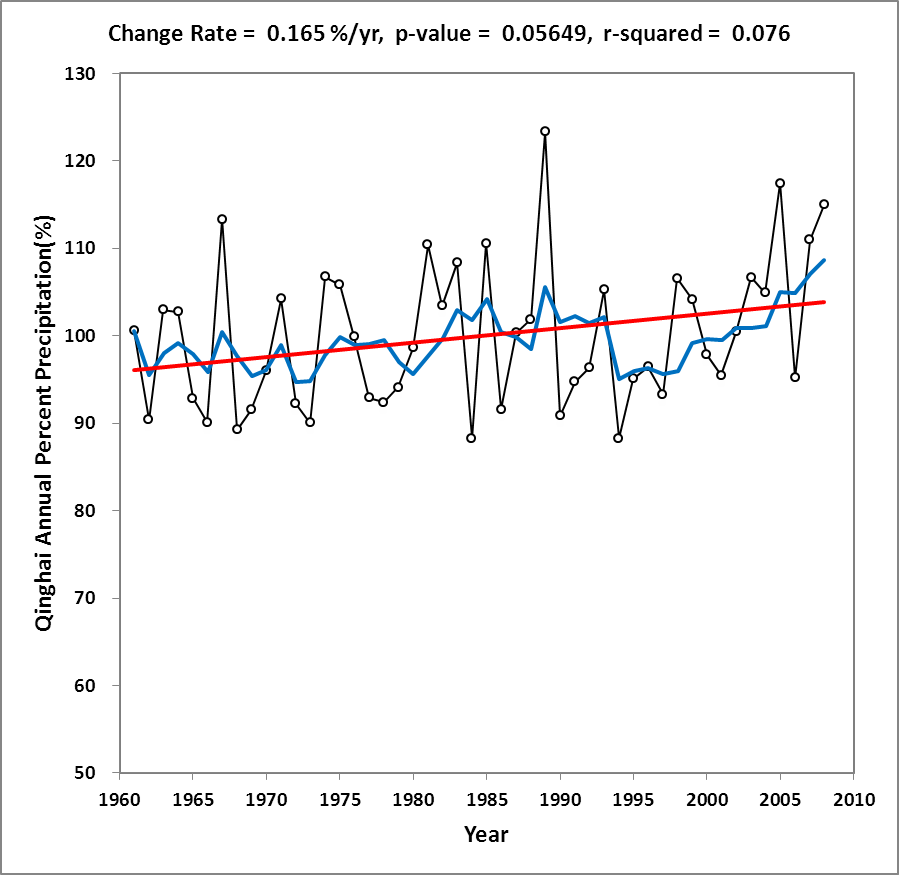 Change Rate = 0.165 %/yr, p-value = 0.05649, r-squared = 0.076
130
120
110
100
90
80
70
60
50
Qinghai Annual Percent Precipitation(%)
1960 1965 1970 1975 1980 1985 1990 1995 2000 2005 2010
Year